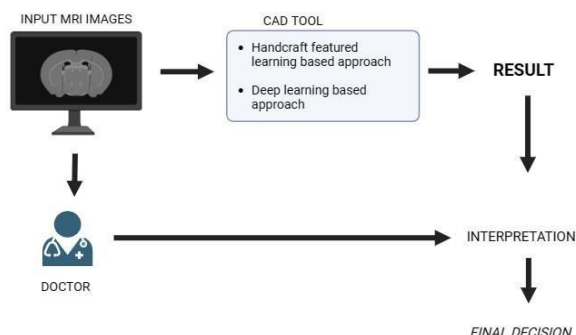 INPUT MRI IMAGES
CAD TOOL
• Handcraft featured
learning based approach
• Deep learning based
approach
RESULT
DOCTOR
INTERPRETATION
FINAL DECISION